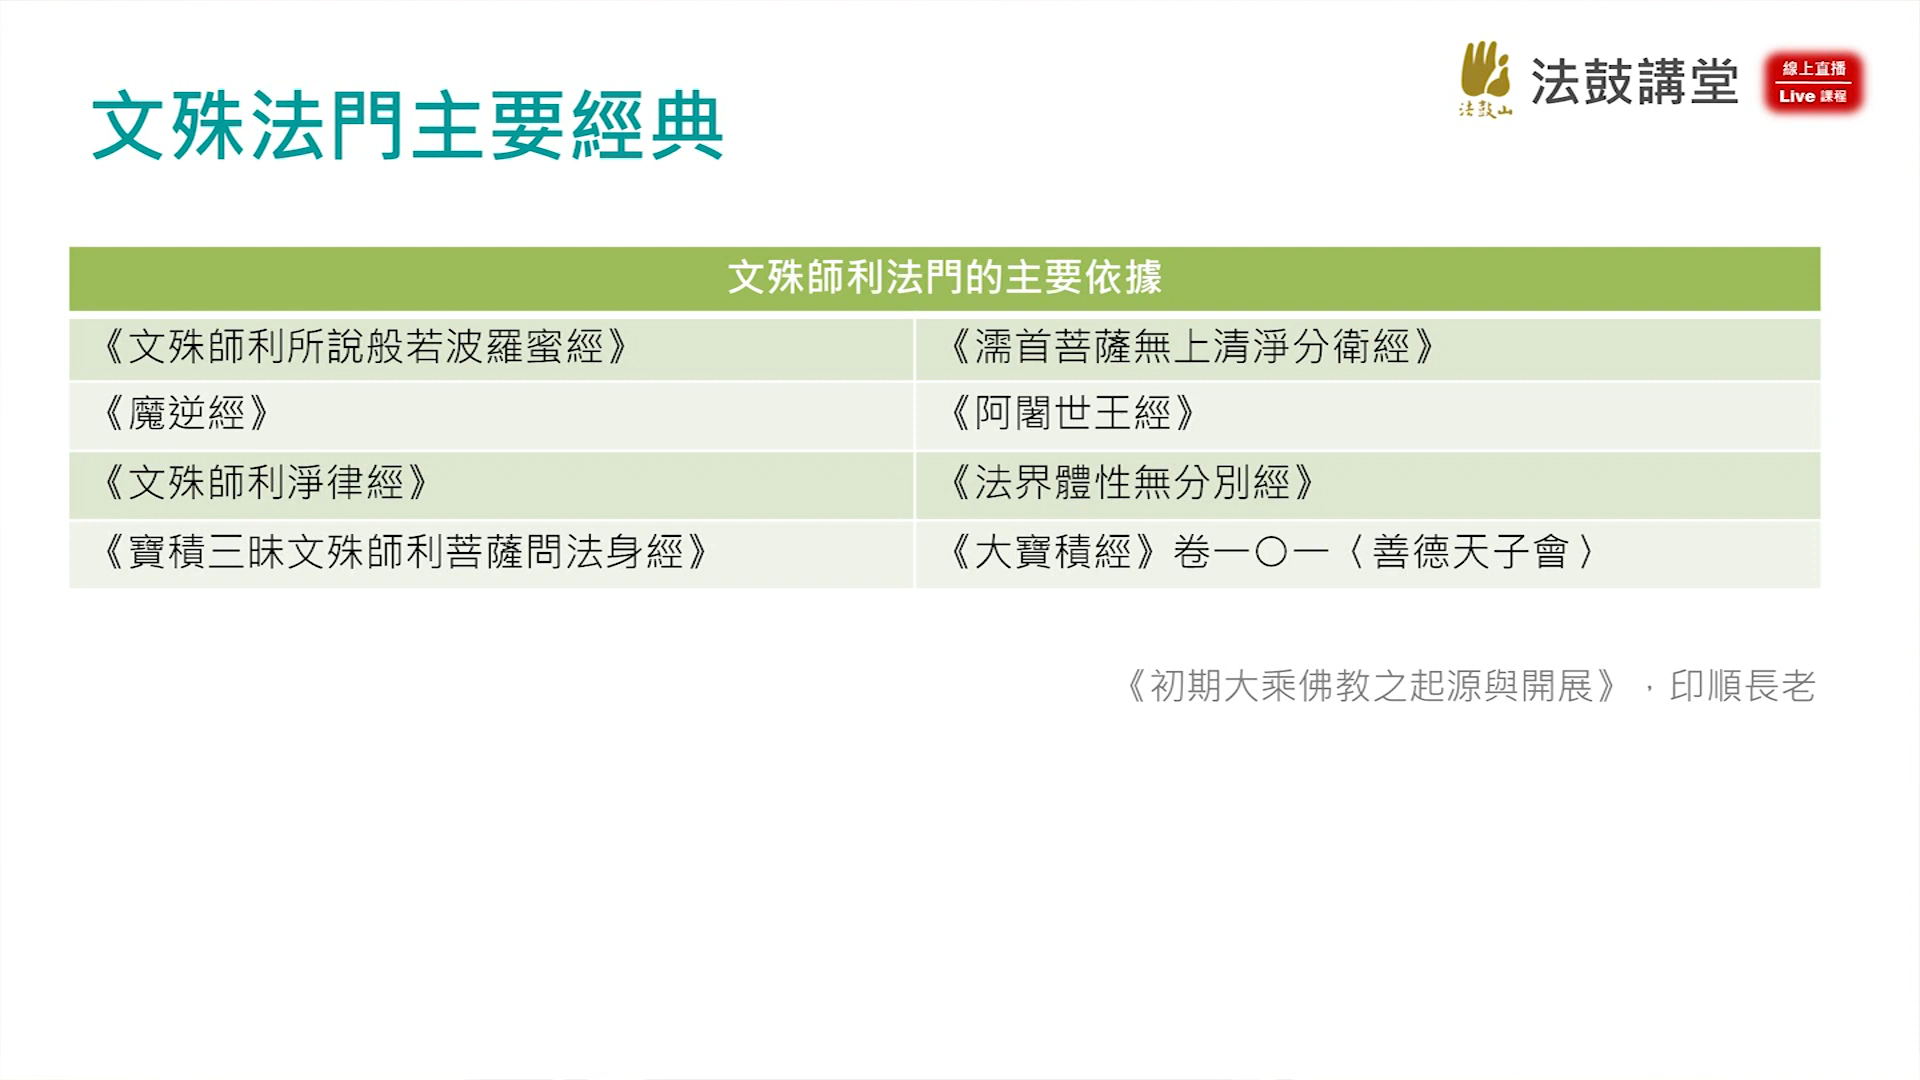 文殊法門主要經典
法鼓山
法鼓講堂
線上直播
Live 課程
文殊師利法門的主要依據
《文殊師利所說般若波羅蜜經》
《濡首菩薩無上清淨分衛經》
《魔逆經》
《阿闍世王經》
《文殊師利淨律經》
《法界體性無分別經》
《寶積三昧文殊師利菩薩問法身經》
《大寶積經》卷一〇一〈善德天子會〉
《初期大乘佛教之起源與開展》，印順長老